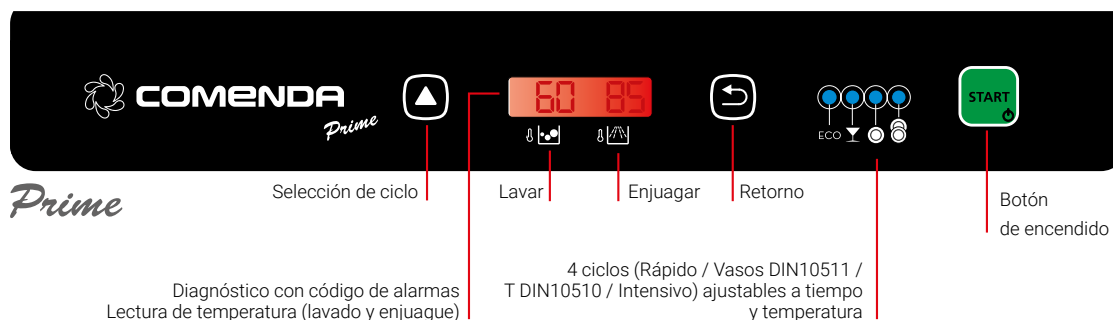 COMENDA
Prime
60 85
ECO
START
Prime
Selección de ciclo
Lavar
Enjuagar
Retorno
Botón
de encendido
Diagnóstico con código de alarmas
Lectura de temperatura (lavado y enjuague)
4 ciclos (Rápido / Vasos DIN10511 /
T DIN10510 / Intensivo) ajustables a tiempo
y temperatura